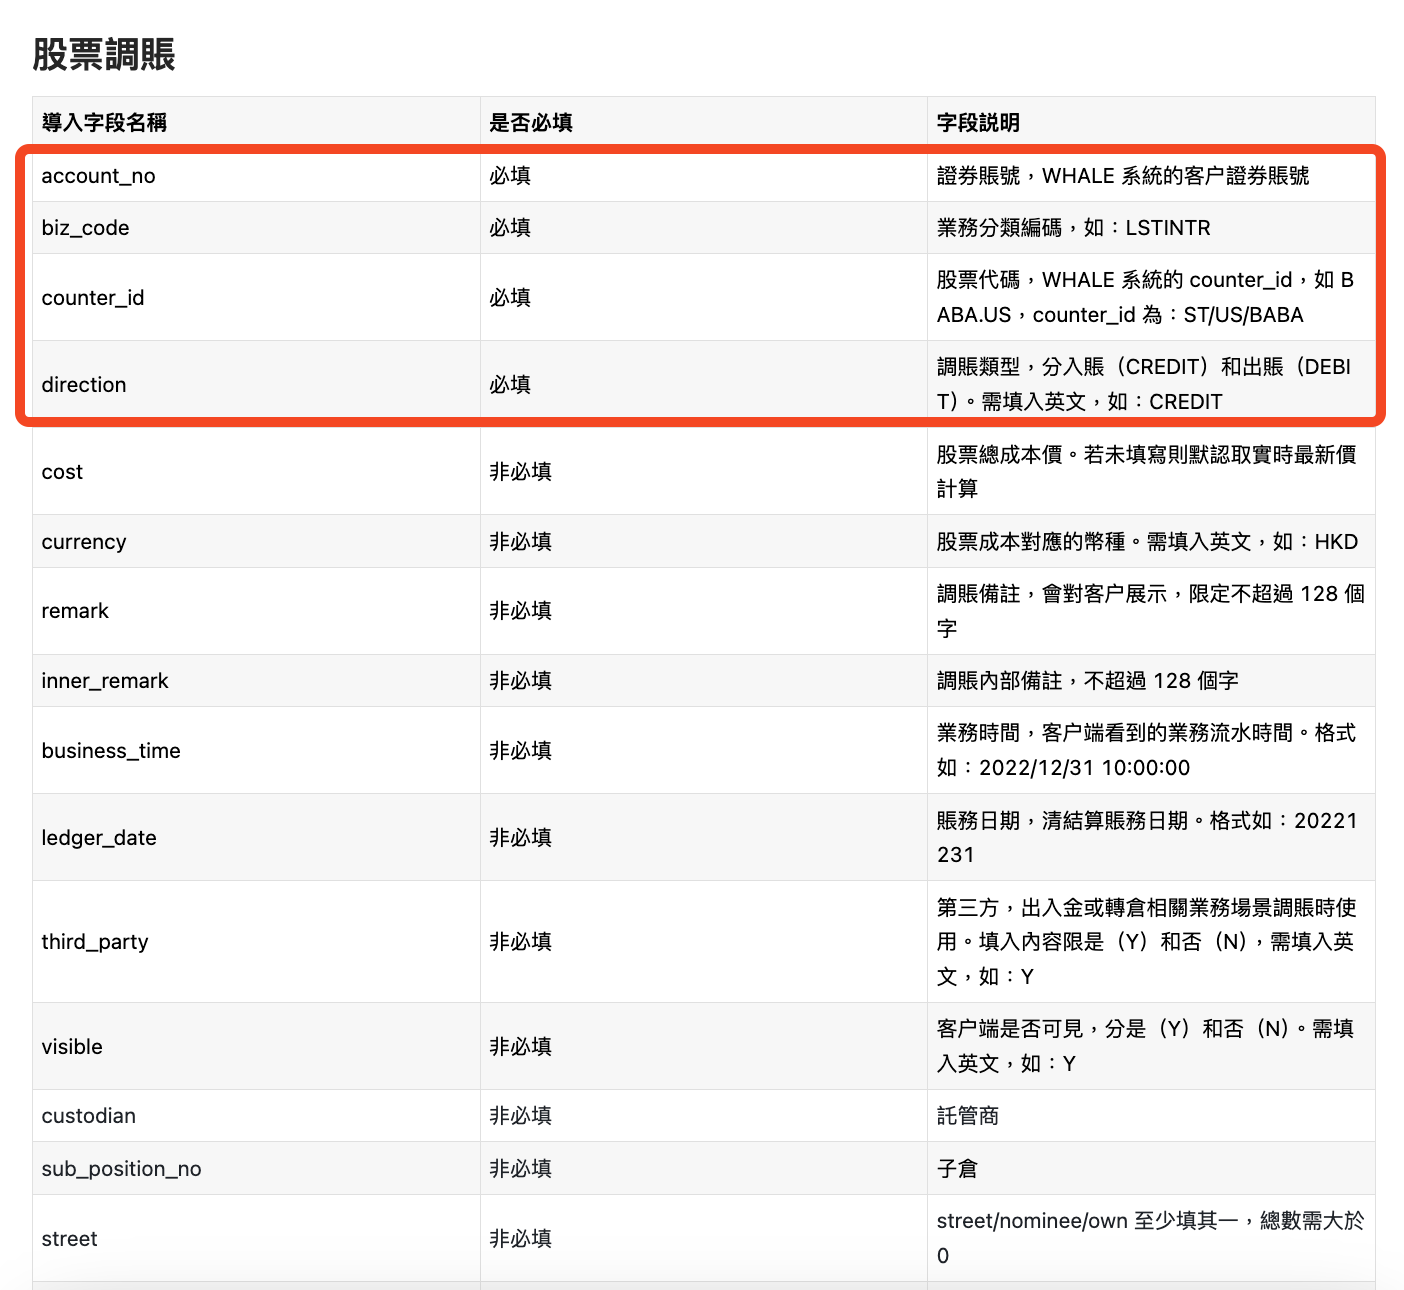 股票調賬
導入字段名稱 是否必填 字段説明
account_no 必填 證券賬號，WHALE 系統的客户證券賬號
biz_code 必填 業務分類編碼，如：LSTINTR
counter_id 必填 股票代碼，WHALE 系統的 counter_id，如 B
ABA.US，counter_id 為：ST/US/BABA
direction 必填 調賬類型，分入賬（CREDIT）和出賬（DEBI
T）。需填入英文，如：CREDIT
cost 非必填 股票總成本價。若未填寫則默認取實時最新價
計算
currency 非必填 股票成本對應的幣種。需填入英文，如：HKD
remark 非必填 調賬備註，會對客户展示，限定不超過 128 個
字
inner_remark 非必填 調賬內部備註，不超過 128 個字
business_time 非必填 業務時間，客户端看到的業務流水時間。格式
如：2022/12/31 10:00:00
ledger_date 非必填 賬務日期，清結算賬務日期。格式如：20221
231
third_party 非必填 第三方，出入金或轉倉相關業務場景調賬時使
用。填入內容限是（Y）和否（N），需填入英
文，如：Y
visible 非必填 客户端是否可見，分是（Y）和否（N）。需填
入英文，如：Y
custodian 非必填 託管商
sub_position_no 非必填 子倉
street 非必填 street/nominee/own 至少填其一，總數需大於
0